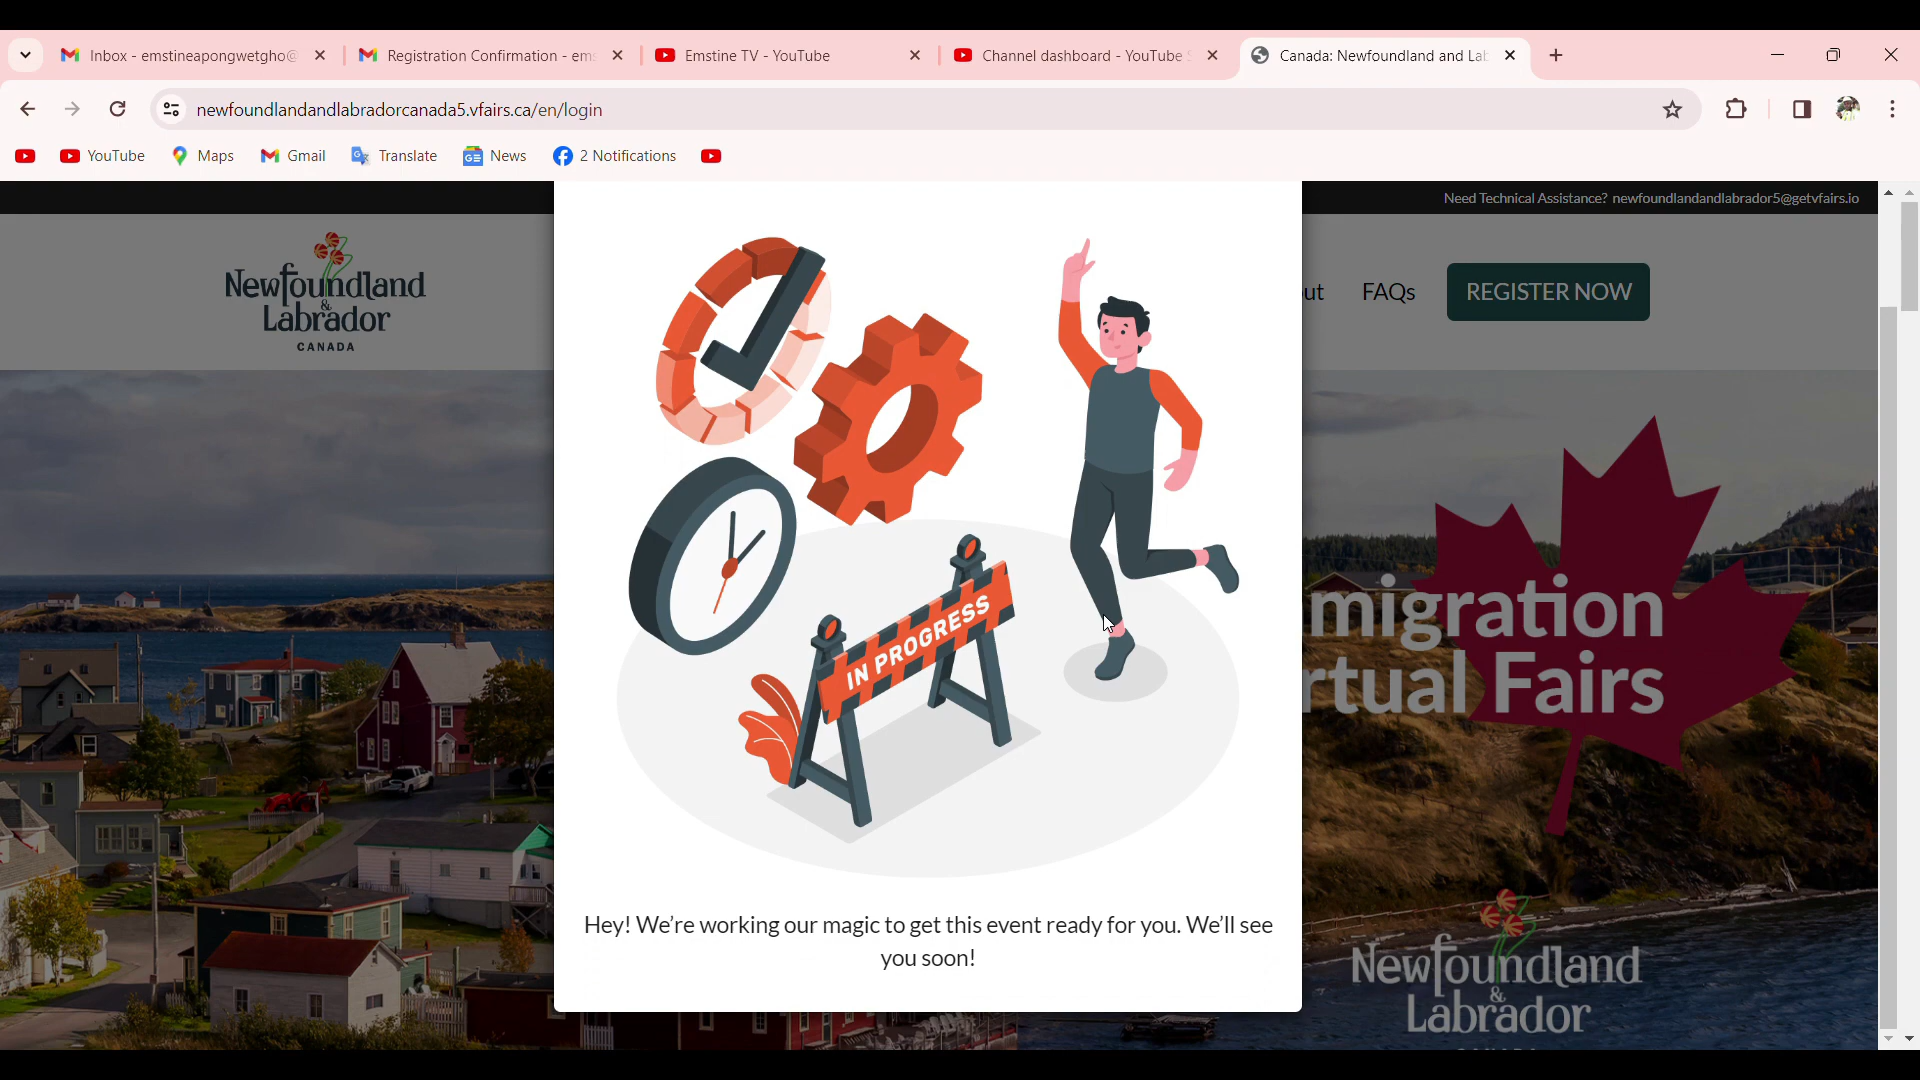 Inbox - emstineapongwetgho@
Registration Confirmation - ems
Emstine TV - YouTube
Channel dashboard - YouTube S
Canada: Newfoundland and Lab
newfoundlandandlabradorcanada5.vfairs.ca/en/login
YouTube
Maps
Gmail
Translate
News
2 Notifications
Need Technical Assistance? newfoundlandandlabrador5@getvfairs.io
Newfoundland
&
Labrador
CANADA
ut
FAQs
REGISTER NOW
IN PROGRESS
migration
rtual Fairs
Hey! We’re working our magic to get this event ready for you. We’ll see
you soon!
Newfoundland
&
Labrador